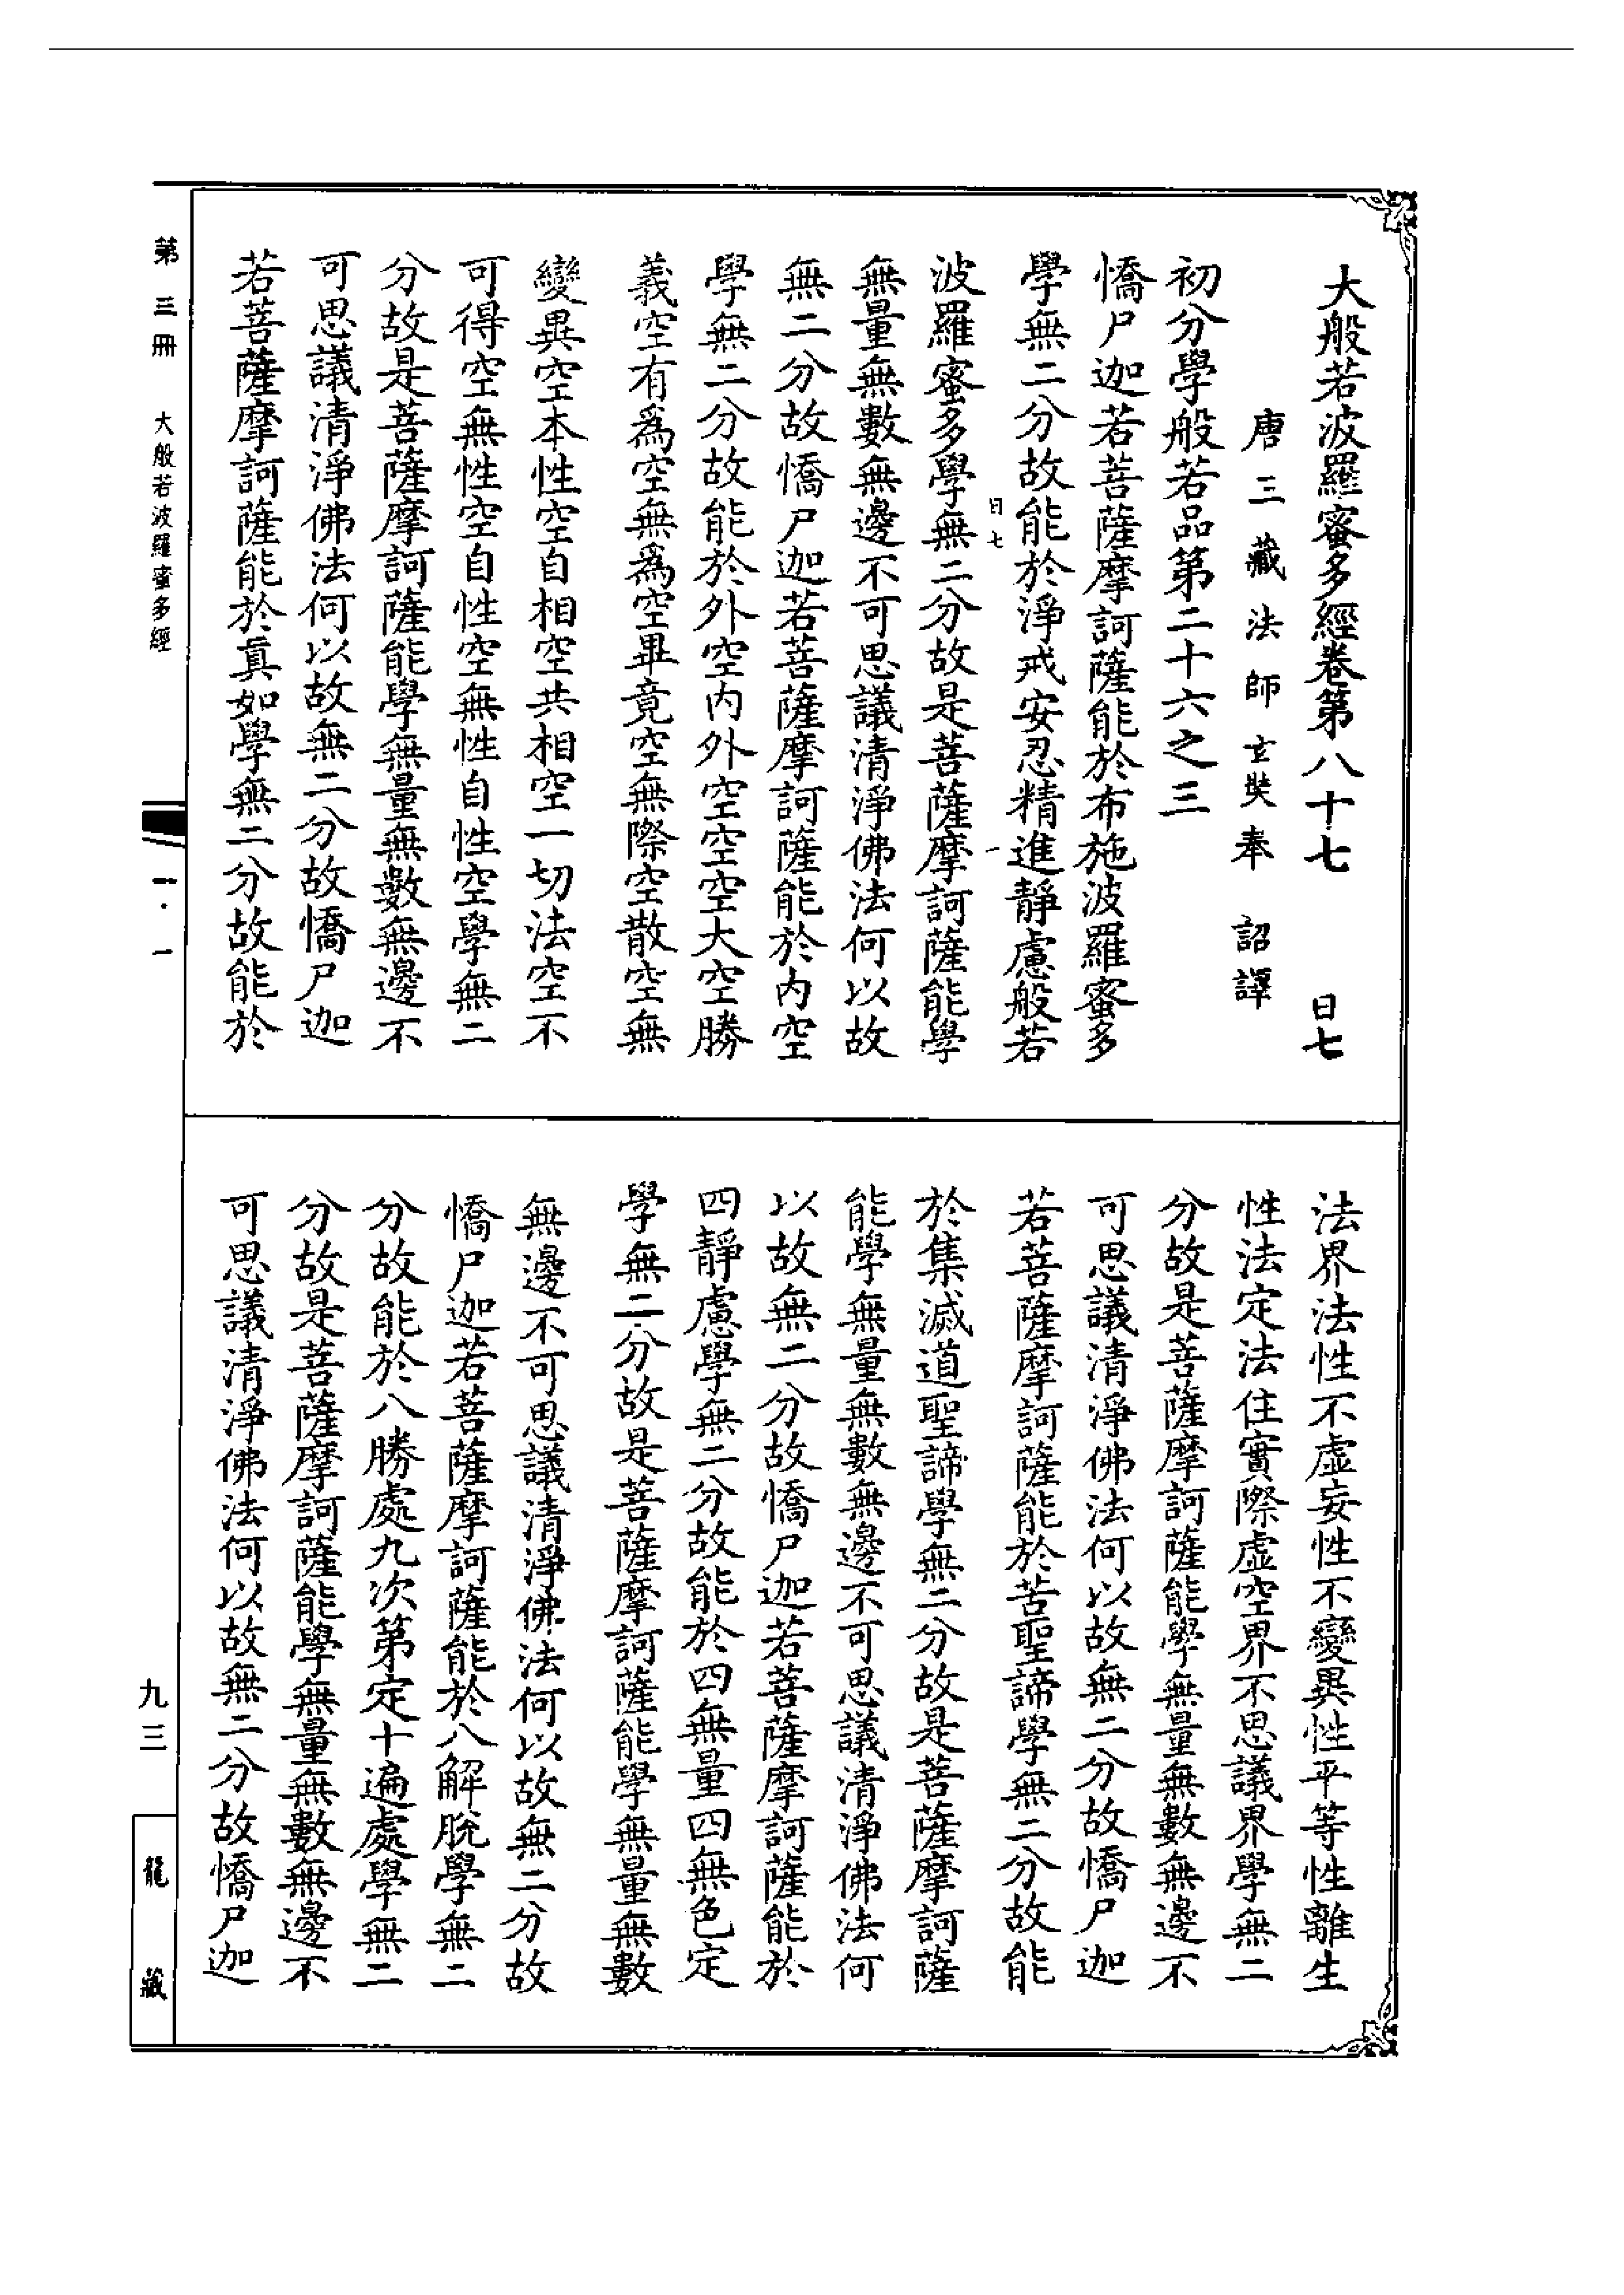 大般若波羅蜜多經卷第八十七 日七
唐三藏法師玄奘奉 詔譯
初分學般若品第二十六之三
憍尸迦若菩薩摩訶薩能於布施波羅蜜多
學無二分故能於淨戒安忍精進靜慮般若
日七 一
波羅蜜多學無二分故是菩薩摩訶薩能學
無量無數無邊不可思議清淨佛法何以故
無二分故憍尸迦若菩薩摩訶薩能於內空
學無二分故能於外空內外空空空大空勝
義空有爲空無爲空畢竟空無際空散空無
變異空本性空自相空共相空一切法空不
可得空無性空自性空無性自性空學無二
分故是菩薩摩訶薩能學無量無數無邊不
可思議清淨佛法何以故無二分故憍尸迦
若菩薩摩訶薩能於真如學無二分故能於
法界法性不虛妄性不變異性平等性離生
性法定法住實際虛空界不思議界學無二
分故是菩薩摩訶薩能學無量無數無邊不
可思議清淨佛法何以故無二分故憍尸迦
若菩薩摩訶薩能於苦聖諦學無二分故能
於集滅道聖諦學無二分故是菩薩摩訶薩
能學無量無數無邊不可思議清淨佛法何
以故無二分故憍尸迦若菩薩摩訶薩能於
四靜慮學無二分故能於四無量四無色定
學無二分故是菩薩摩訶薩能學無量無數
無邊不可思議清淨佛法何以故無二分故
憍尸迦若菩薩摩訶薩能於八解脫學無二
分故能於八勝處九次第定十遍處學無二
分故是菩薩摩訶薩能學無量無數無邊不
可思議清淨佛法何以故無二分故憍尸迦
第三冊 大般若波羅蜜多經
一·一
九三
龍藏